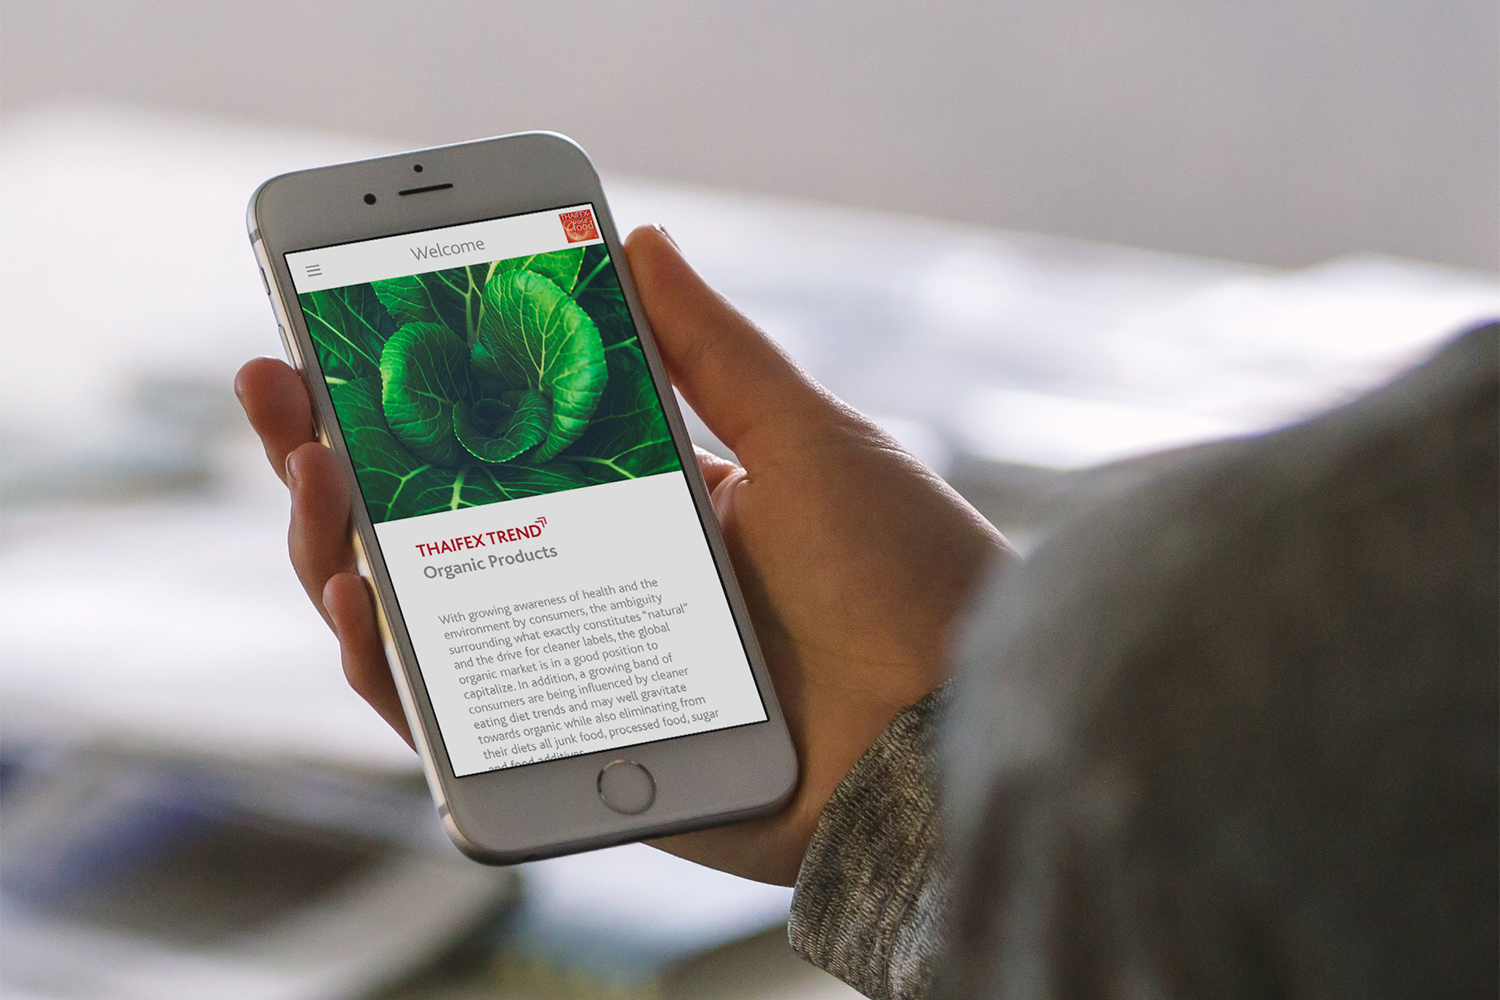 Welcome
THAIFEX
World of
food
THAIFEX TREND
Organic Products
With growing awareness of health and the
environment by consumers, the ambiguity
surrounding what exactly constitutes “natural”
and the drive for cleaner labels, the global
organic market is in a good position to
capitalize. In addition, a growing band of
consumers are being influenced by cleaner
eating diet trends and may well gravitate
towards organic while also eliminating from
their diets all junk food, processed food, sugar
and food additives